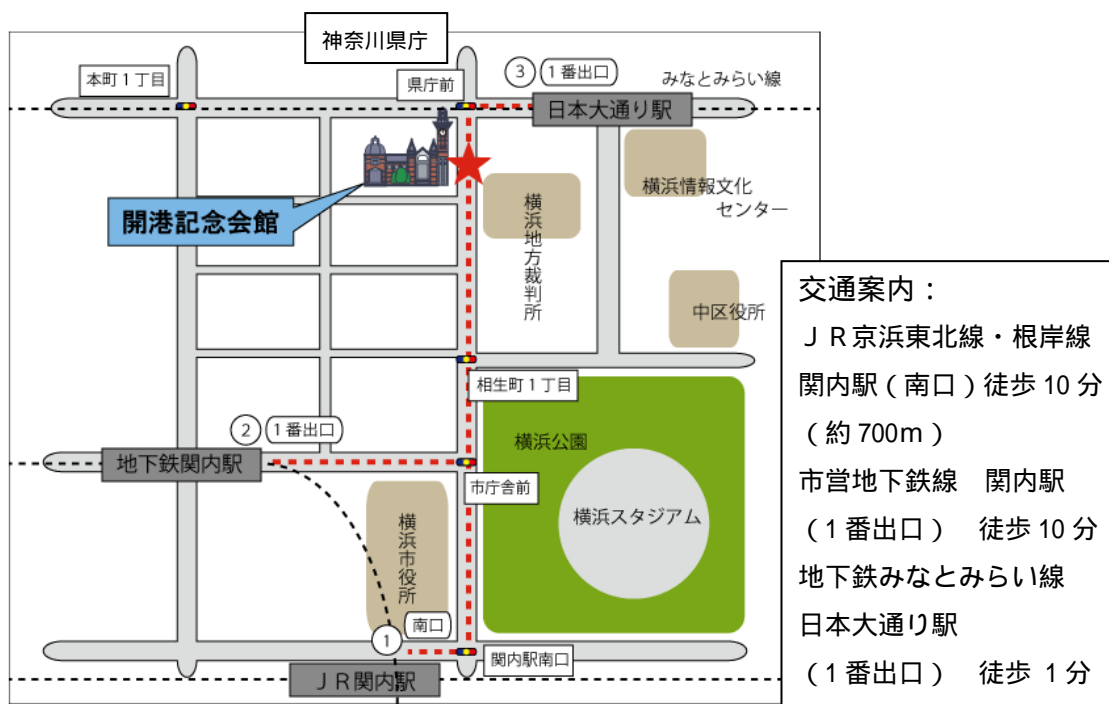 神奈川県庁
本町1丁目
県庁前
③
1番出口
みなとみらい線
日本大通り駅
開港記念会館
横浜地方裁判所
横浜情報文化
センター
中区役所
相生町1丁目
②
1番出口
地下鉄関内駅
市庁舎前
横浜公園
横浜スタジアム
横浜市役所
①
南口
関内駅南口
JR関内駅
交通案内：
ＪＲ京浜東北線・根岸線
関内駅（南口）徒歩 10 分
（約 700m）
市営地下鉄線　関内駅
（1 番出口）　徒歩 10 分
地下鉄みなとみらい線
日本大通り駅
（1 番出口）　徒歩 1 分